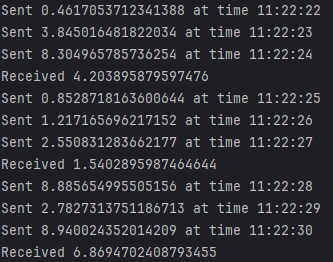 Sent 0.4617053712341388 at time 11:22:22
Sent 3.845016481822034 at time 11:22:23
Sent 8.304965785736254 at time 11:22:24
Received 4.203895879597476
Sent 0.8528718163600644 at time 11:22:25
Sent 1.217165696217152 at time 11:22:26
Sent 2.550831283662177 at time 11:22:27
Received 1.5402895987464644
Sent 8.885654995505156 at time 11:22:28
Sent 2.7827313751186713 at time 11:22:29
Sent 8.940024352014209 at time 11:22:30
Received 6.8694702408793455